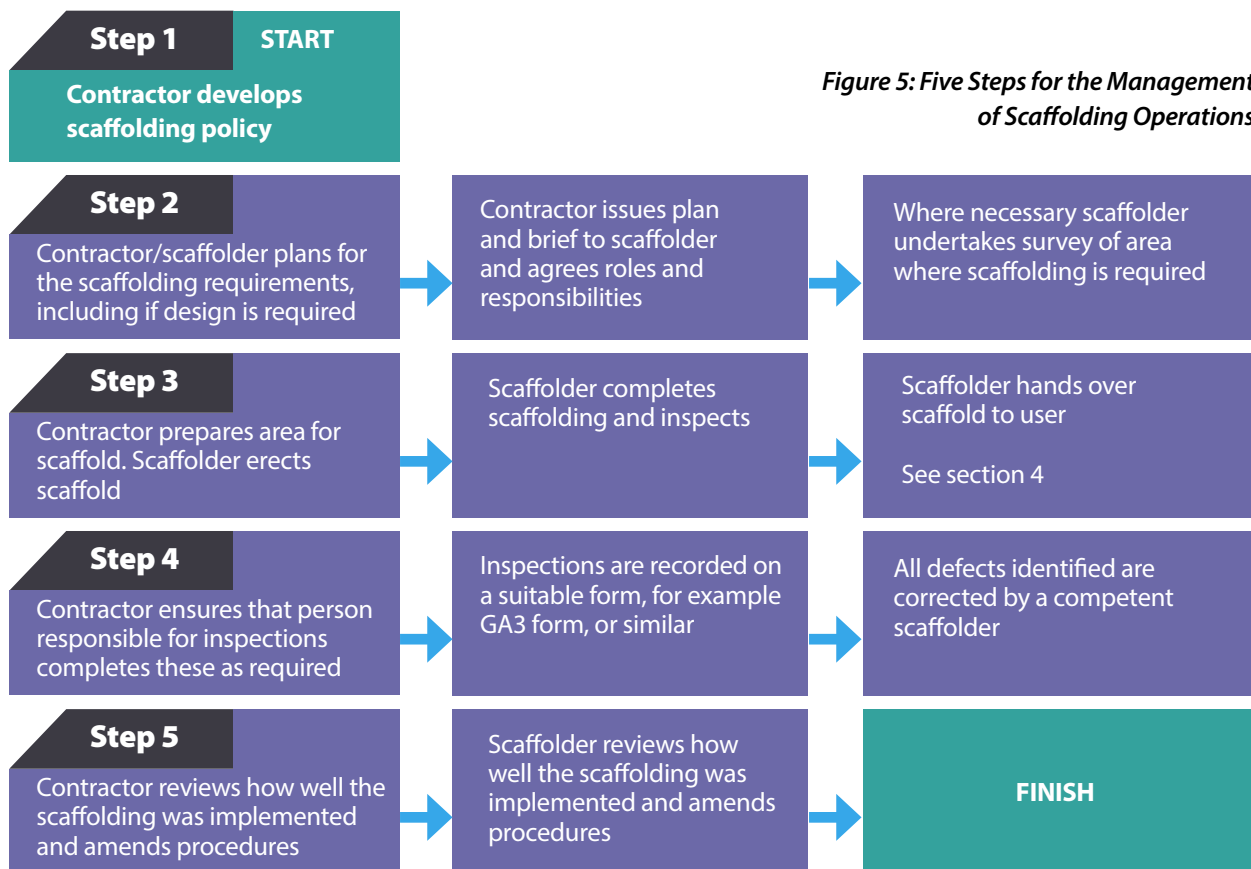 Step 1
START
Contractor develops
scaffolding policy
Figure 5: Five Steps for the Management
of Scaffolding Operations
Step 2
Contractor/scaffolder plans for
the scaffolding requirements,
including if design is required
Contractor issues plan
and brief to scaffolder
and agrees roles and
responsibilities
Where necessary scaffolder
undertakes survey of area
where scaffolding is required
Step 3
Contractor prepares area for
scaffold. Scaffolder erects
scaffold
Scaffolder completes
scaffolding and inspects
Scaffolder hands over
scaffold to user
See section 4
Step 4
Contractor ensures that person
responsible for inspections
completes these as required
Inspections are recorded on
a suitable form, for example
GA3 form, or similar
All defects identified are
corrected by a competent
scaffolder
Step 5
Contractor reviews how well the
scaffolding was implemented
and amends procedures
Scaffolder reviews how
well the scaffolding was
implemented and amends
procedures
FINISH